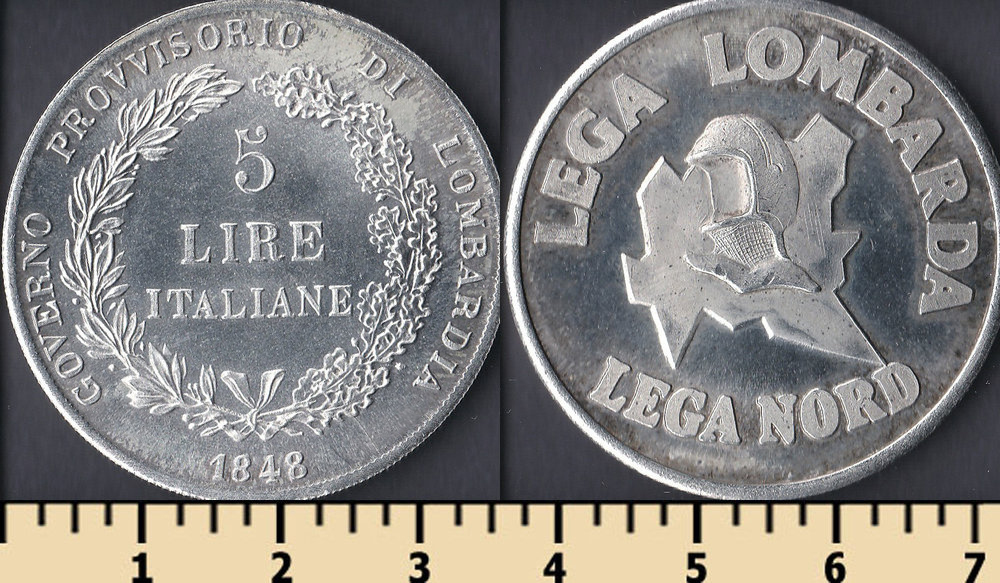 GOVERNO PROVVISORIO DI LOMBARDIA
5
LIRE
ITALIANE
1848
LEGA LOMBARDA
LEGA NORD
1 2 3 4 5 6 7